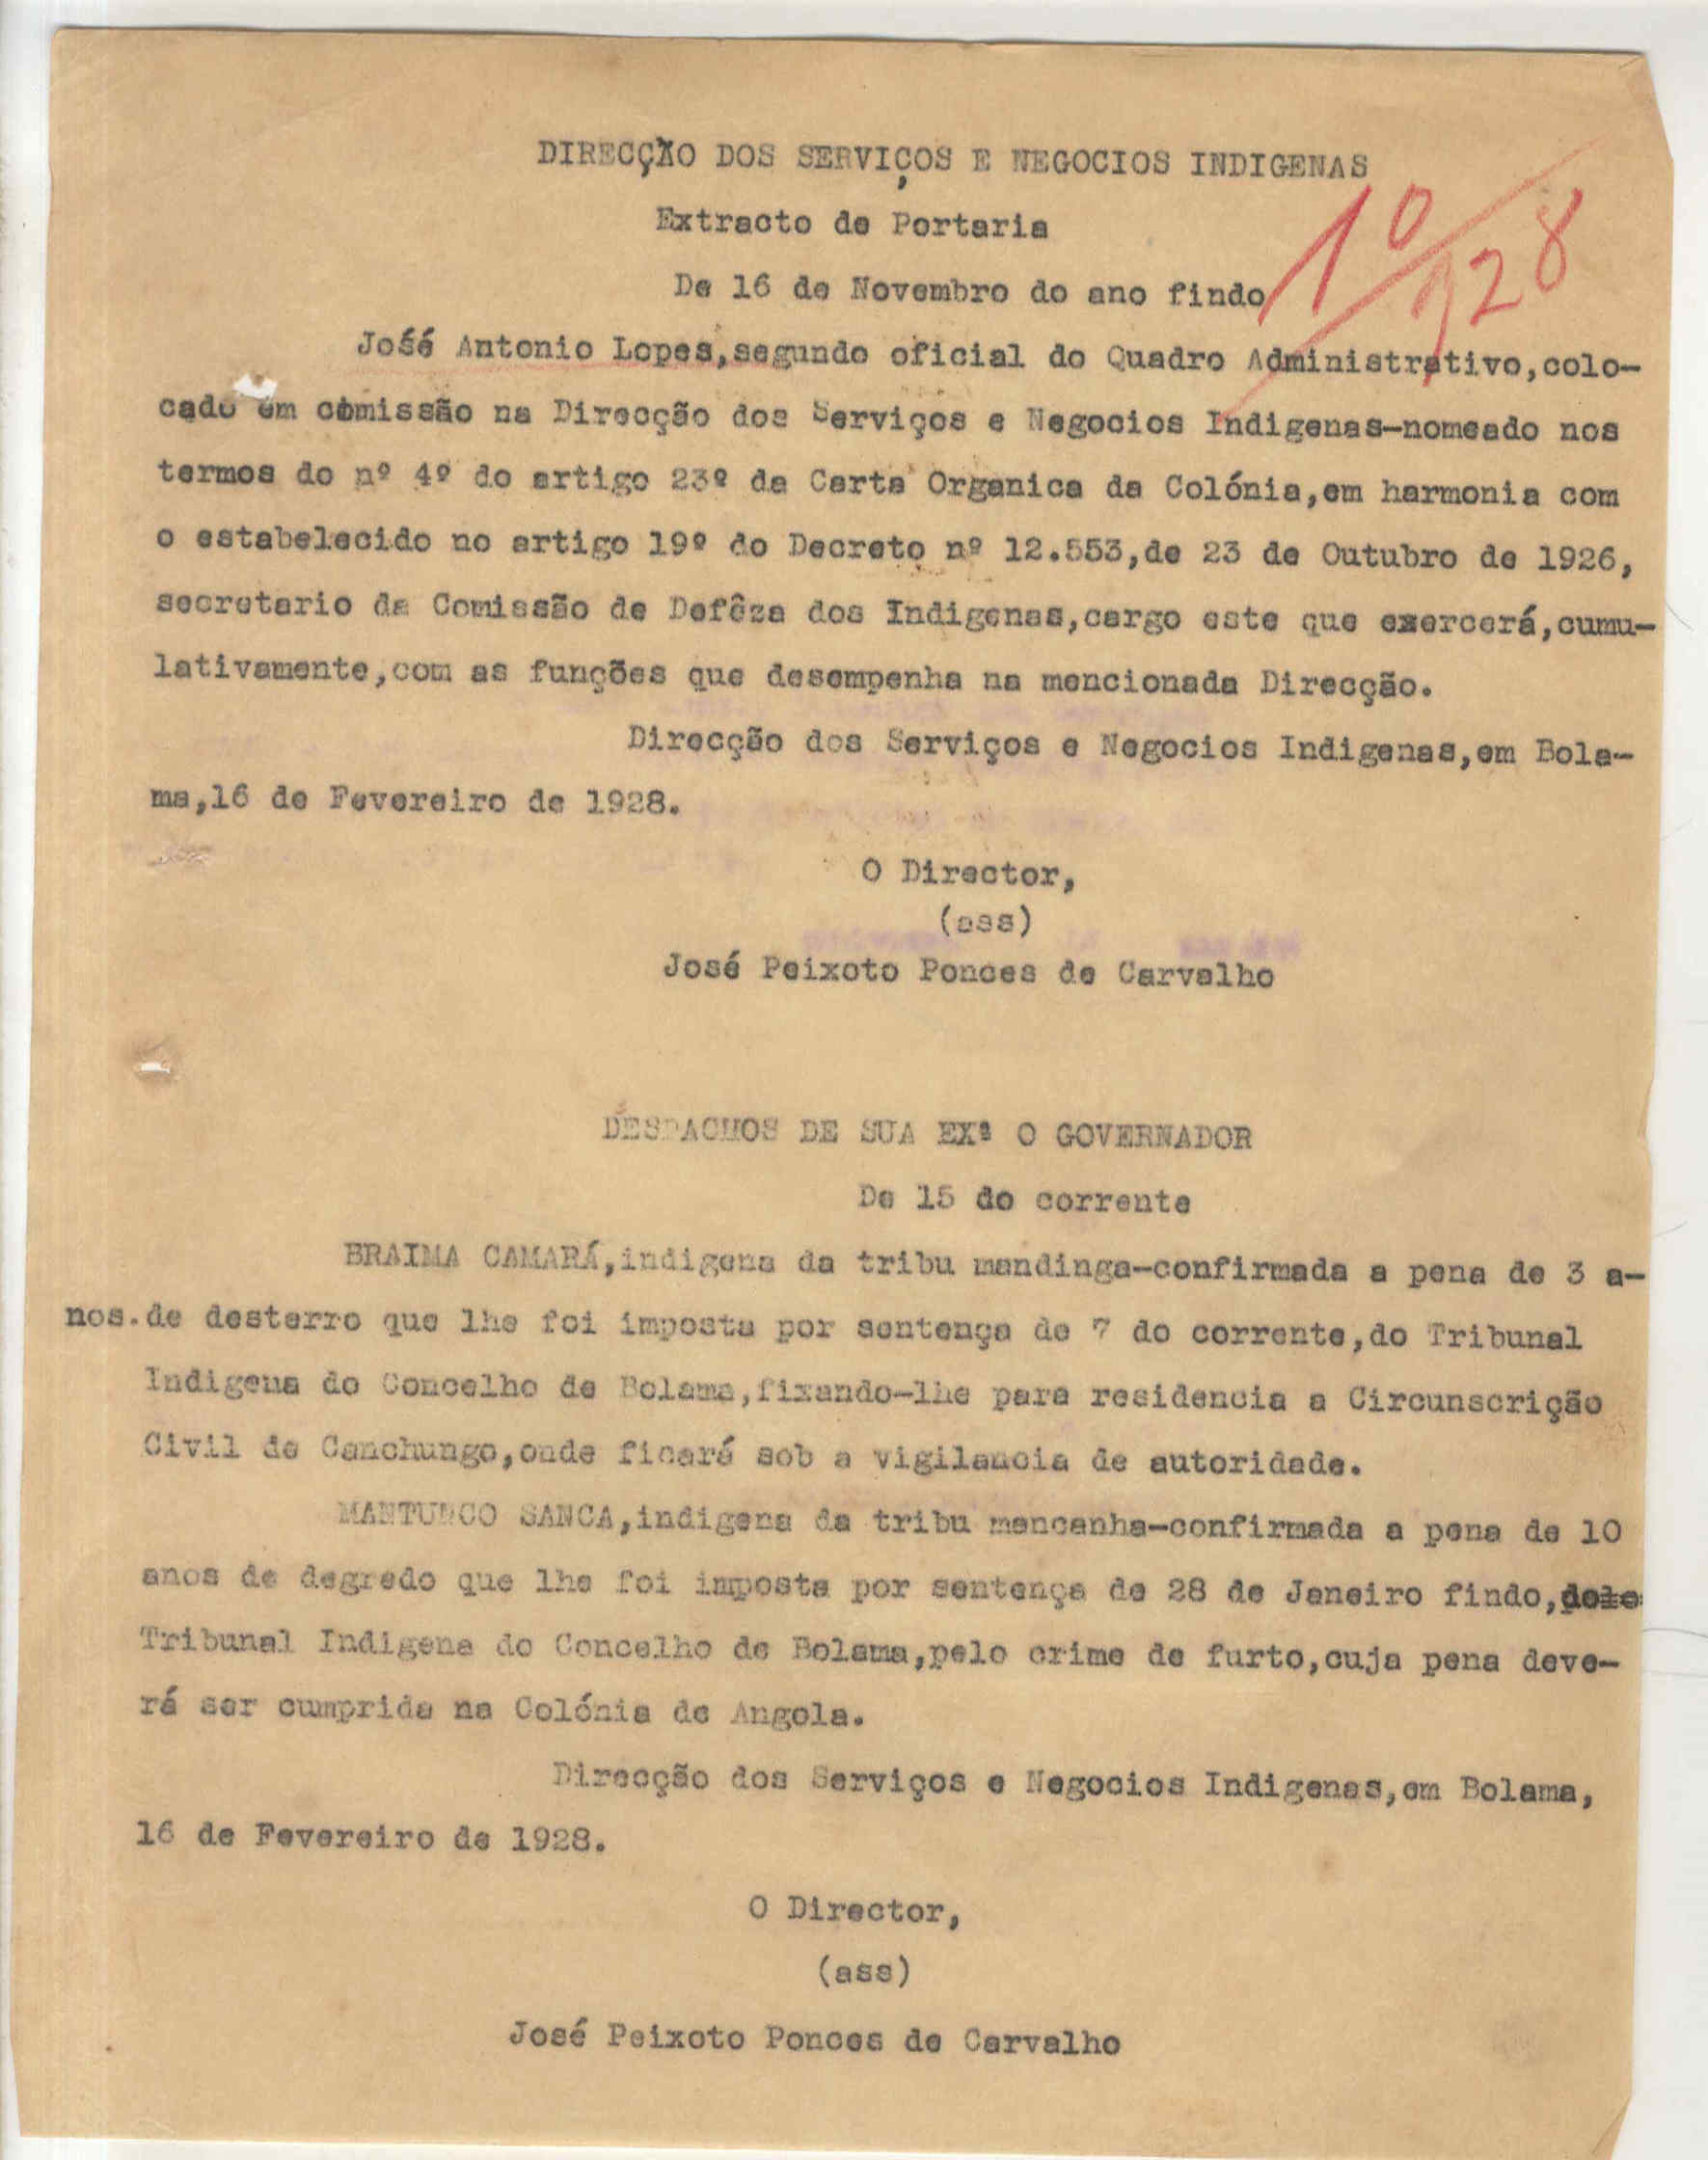 DIRECÇÃO DOS SERVIÇOS E NEGOCIOS INDIGENAS
Extracto de Portaria
De 16 de Novembro do ano findo
10/928
José Antonio Lopes,segundo oficial do Quadro Administrativo,colo-
cado em comissão na Direcção dos Serviços e Negocios Indigenas-nomeado nos
termos do nº 4º do artigo 23º da Carta Organica da Colónia,em harmonia com
o estabelecido no artigo 19º do Decreto nº 12.553,de 23 de Outubro de 1926,
secretario da Comissão de Defêza dos Indigenas,cargo este que exercerá,cumu-
lativamente,com as funções que desempenha na mencionada Direcção.
Direcção dos Serviços e Negocios Indigenas,em Bola-
ma,16 de Fevereiro de 1928.
O Director,
(ass)
José Peixoto Ponces de Carvalho
DESPACHOS DE SUA EXª O GOVERNADOR
De 15 do corrente
BRAIMA CAMARÁ,indigena da tribu mandinga-confirmada a pena de 3 a-
nos.de desterro que lhe foi imposta por sentença de 7 do corrente,do Tribunal
Indigena do Concelho de Bolama,fixando-lhe para residencia a Circunscrição
Civil de Canchungo,onde ficará sob a vigilancia de autoridade.
SANCA,indigena da tribu mancanha-confirmada a pena de 10
anos de degredo que lhe foi imposta por sentença de 28 de Janeiro findo,
Tribunal Indigena do Concelho de Bolama,pelo crime de furto,cuja pena deve-
rá ser cumprida na Colónia de Angola.
Direcção dos Serviços e Negocios Indigenas,em Bolama,
16 de Fevereiro de 1928.
O Director,
(ass)
José Peixoto Ponces de Carvalho